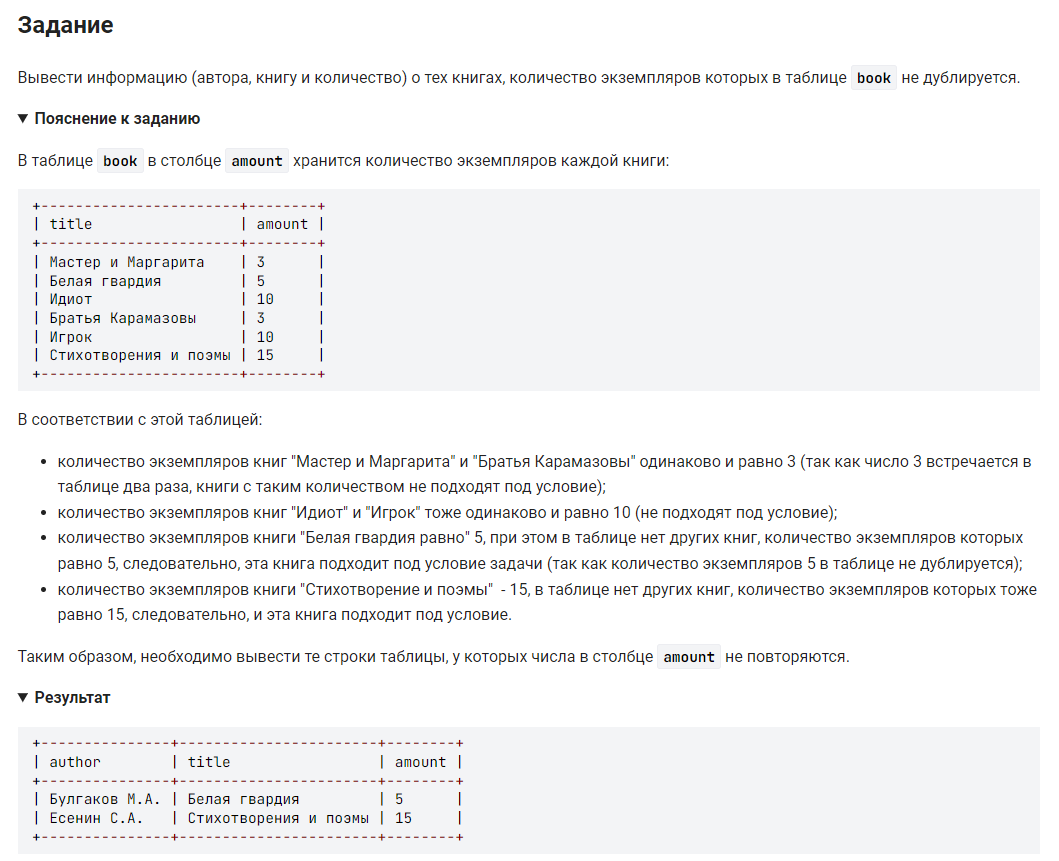 Задание
Вывести информацию (автора, книгу и количество) о тех книгах, количество экземпляров которых в таблице book не дублируется.
▼ Пояснение к заданию
В таблице book в столбце amount хранится количество экземпляров каждой книги:
+-----------------------+--------+
| title                 | amount |
+-----------------------+--------+
| Мастер и Маргарита    | 3      |
| Белая гвардия         | 5      |
| Идиот                 | 10     |
| Братья Карамазовы     | 3      |
| Игрок                 | 10     |
| Стихотворения и поэмы | 15     |
+-----------------------+--------+
В соответствии с этой таблицей:
• количество экземпляров книг "Мастер и Маргарита" и "Братья Карамазовы" одинаково и равно 3 (так как число 3 встречается в
таблице два раза, книги с таким количеством не подходят под условие);
• количество экземпляров книг "Идиот" и "Игрок" тоже одинаково и равно 10 (не подходят под условие);
• количество экземпляров книги "Белая гвардия равно" 5, при этом в таблице нет других книг, количество экземпляров которых
равно 5, следовательно, эта книга подходит под условие задачи (так как количество экземпляров 5 в таблице не дублируется);
• количество экземпляров книги "Стихотворение и поэмы"  - 15, в таблице нет других книг, количество экземпляров которых тоже
равно 15, следовательно, и эта книга подходит под условие.
Таким образом, необходимо вывести те строки таблицы, у которых числа в столбце amount не повторяются.
▼ Результат
+---------------+-----------------------+--------+
| author        | title                 | amount |
+---------------+-----------------------+--------+
| Булгаков М.А. | Белая гвардия         | 5      |
| Есенин С.А.   | Стихотворения и поэмы | 15     |
+---------------+-----------------------+--------+